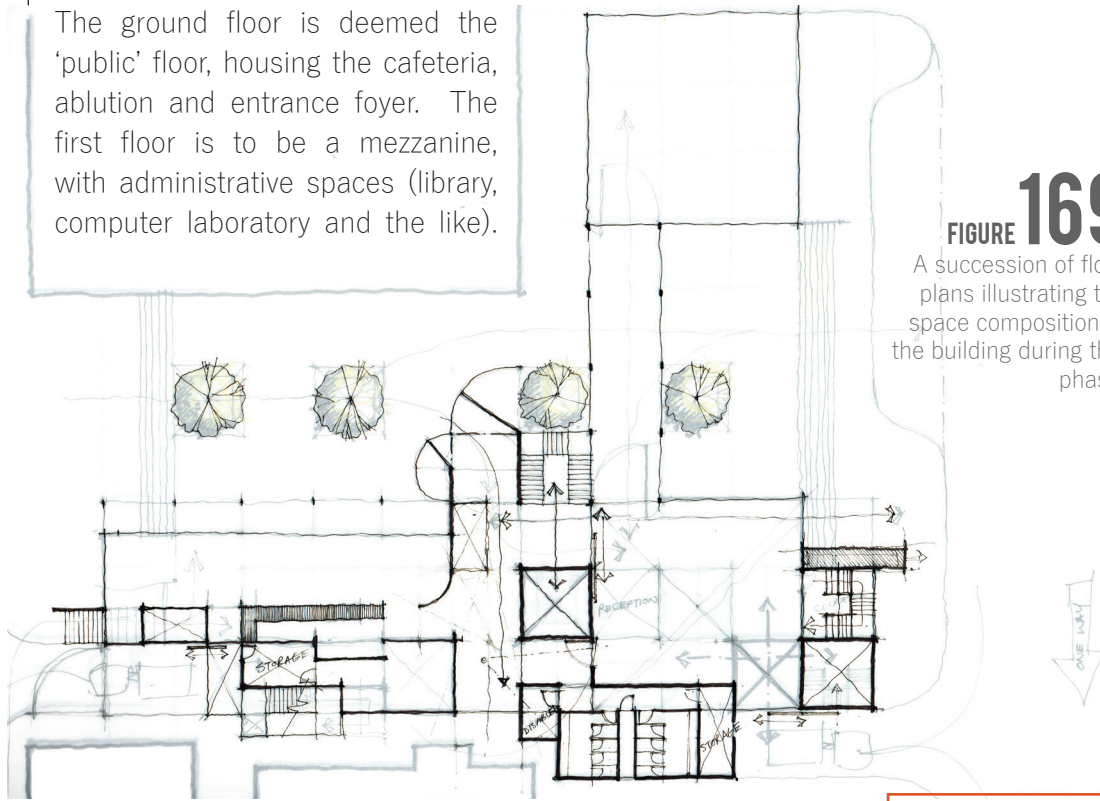 The ground floor is deemed the
‘public’ floor, housing the cafeteria,
ablution and entrance foyer. The
first floor is to be a mezzanine,
with administrative spaces (library,
computer laboratory and the like).
FIGURE 169
A succession of flo
plans illustrating t
space composition
the building during th
phas
RECEPTION
STORAGE
DISABLED
STORAGE
ONE WAY